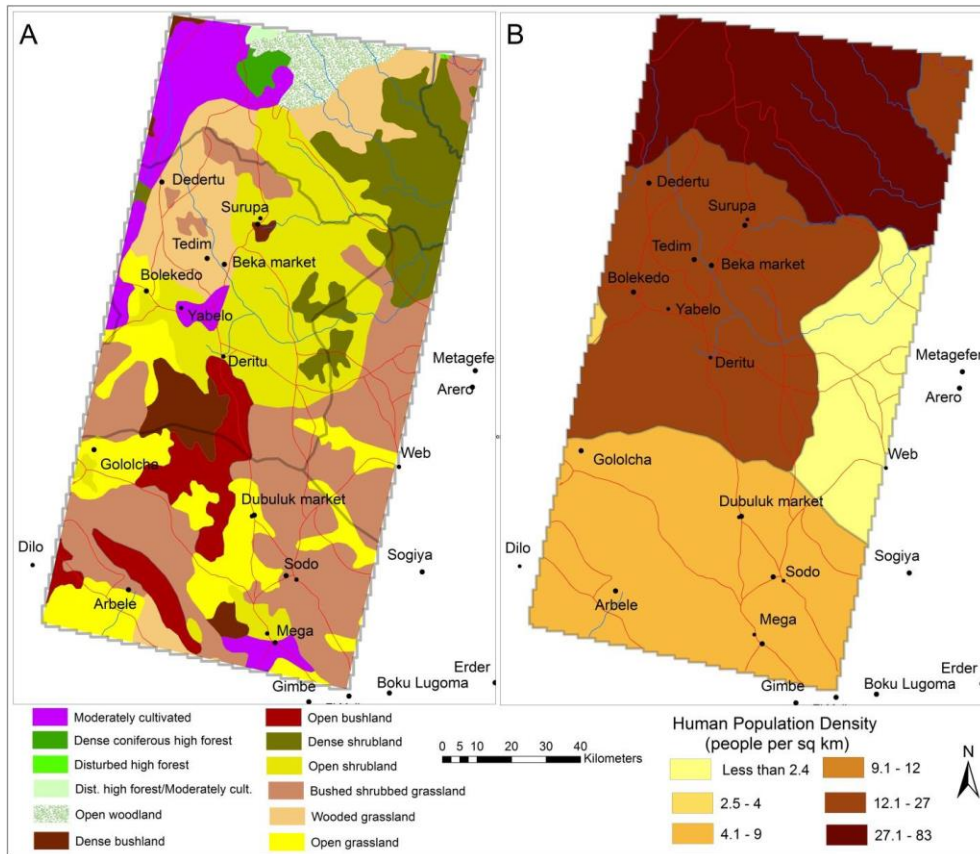 A
Dedertu
Surupa
Tedim
Beka market
Bolekedo
Yabelo
Deritu
Metagefer
Arero
Gololcha
Web
Dubuluk market
Dilo
Sodo
Sogiya
Arbele
Mega
Erder
Gimbe
Boku Lugoma
B
Dedertu
Surupa
Tedim
Beka market
Bolekedo
Yabelo
Deritu
Metagefer
Arero
Gololcha
Web
Dubuluk market
Dilo
Sodo
Sogiya
Arbele
Mega
Erder
Gimbe
Boku Lugoma
Moderately cultivated
Dense coniferous high forest
Disturbed high forest
Dist. high forest/Moderately cult.
Open woodland
Dense bushland
Open bushland
Dense shrubland
Open shrubland
Bushed shrubbed grassland
Wooded grassland
Open grassland
0 5 10 20 30 40
Kilometers
Human Population Density
(people per sq km)
Less than 2.4
2.5 - 4
4.1 - 9
9.1 - 12
12.1 - 27
27.1 - 83
N